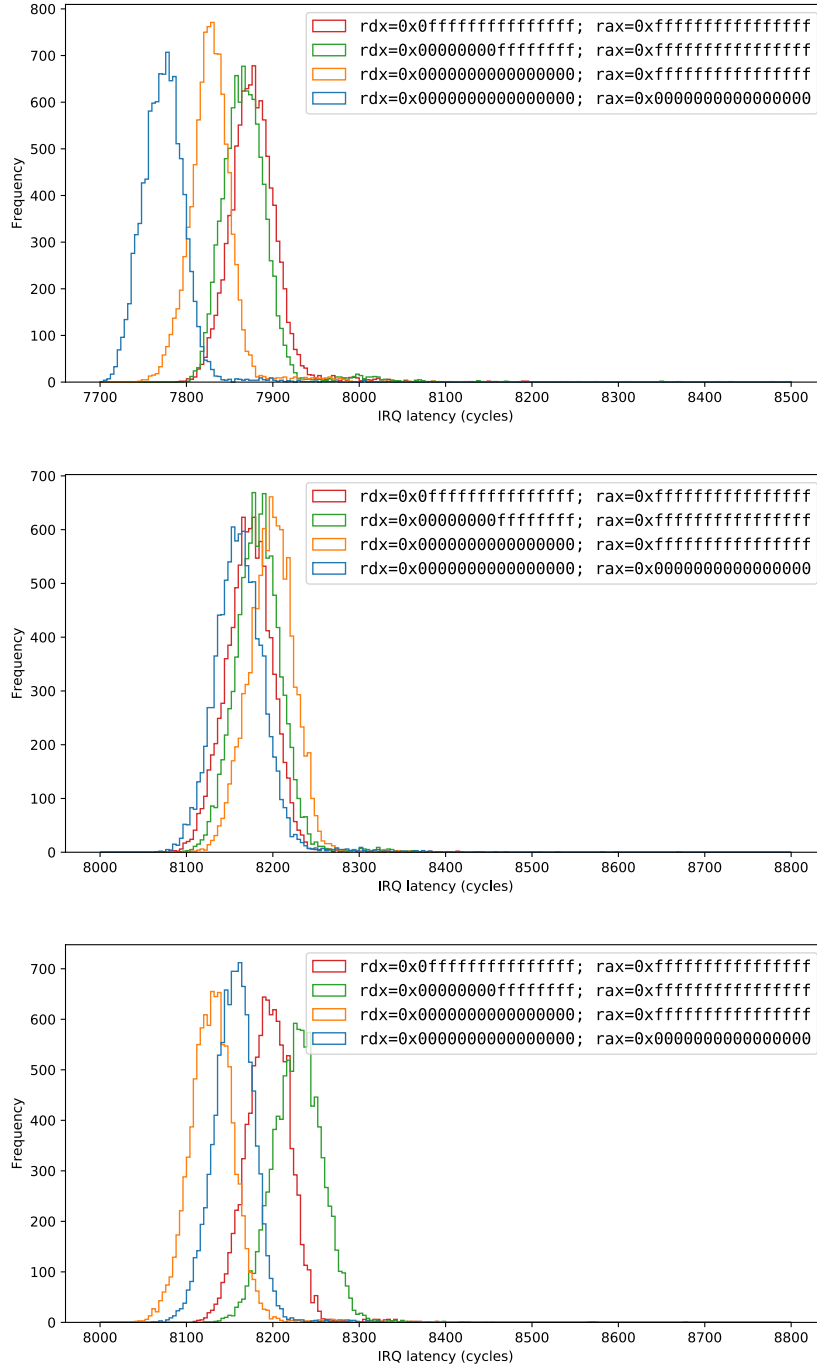 800
700
600
500
400
300
200
100
0
Frequency
rdx=0x0fffffffffffffff; rax=0xffffffffffffffff
rdx=0x00000000ffffffff; rax=0xffffffffffffffff
rdx=0x0000000000000000; rax=0xffffffffffffffff
rdx=0x0000000000000000; rax=0x0000000000000000
7700 7800 7900 8000 8100 8200 8300 8400 8500
IRQ latency (cycles)
700
600
500
400
300
200
100
0
Frequency
rdx=0x0fffffffffffffff; rax=0xffffffffffffffff
rdx=0x00000000ffffffff; rax=0xffffffffffffffff
rdx=0x0000000000000000; rax=0xffffffffffffffff
rdx=0x0000000000000000; rax=0x0000000000000000
8000 8100 8200 8300 8400 8500 8600 8700 8800
IRQ latency (cycles)
700
600
500
400
300
200
100
0
Frequency
rdx=0x0fffffffffffffff; rax=0xffffffffffffffff
rdx=0x00000000ffffffff; rax=0xffffffffffffffff
rdx=0x0000000000000000; rax=0xffffffffffffffff
rdx=0x0000000000000000; rax=0x0000000000000000
8000 8100 8200 8300 8400 8500 8600 8700 8800
IRQ latency (cycles)